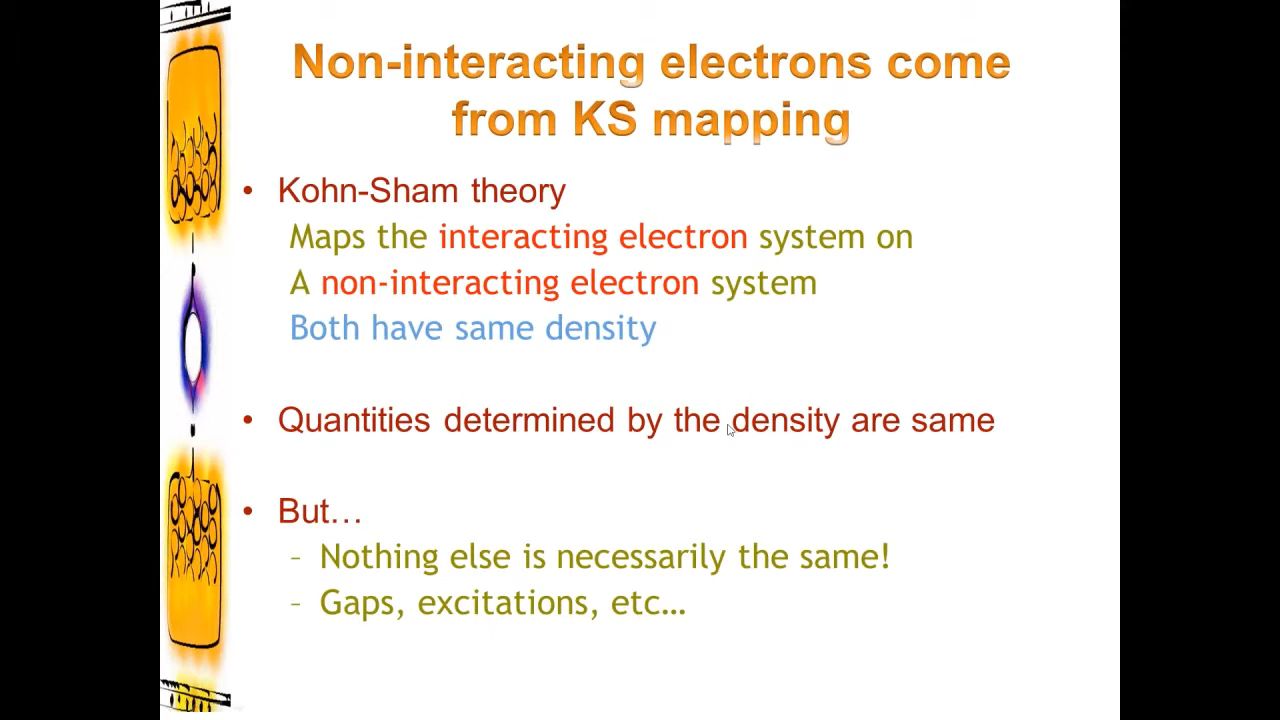 Non-interacting electrons come
from KS mapping
• Kohn-Sham theory
Maps the interacting electron system on
A non-interacting electron system
Both have same density
• Quantities determined by the density are same
• But…
– Nothing else is necessarily the same!
– Gaps, excitations, etc…